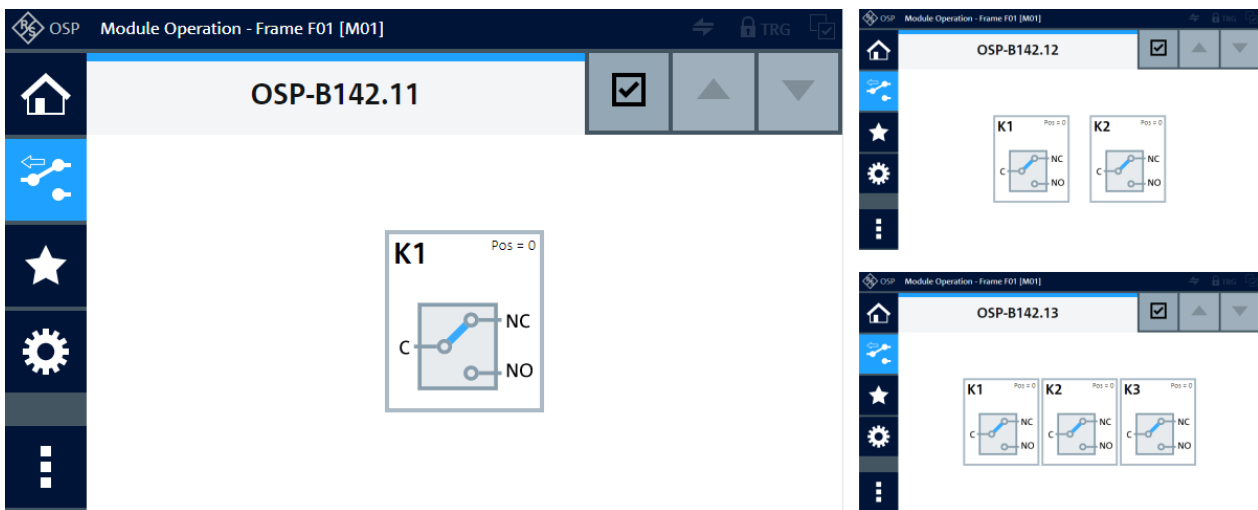 OSP Module Operation - Frame F01 [M01] TRG
OSP-B142.11
K1 Pos = 0
NC
C
NO
OSP Module Operation - Frame F01 [M01] TRG
OSP-B142.12
K1 Pos = 0 K2 Pos = 0
NC NC
C C
NO NO
OSP Module Operation - Frame F01 [M01] TRG
OSP-B142.13
K1 Pos = 0 K2 Pos = 0 K3 Pos = 0
NC NC NC
C C C
NO NO NO